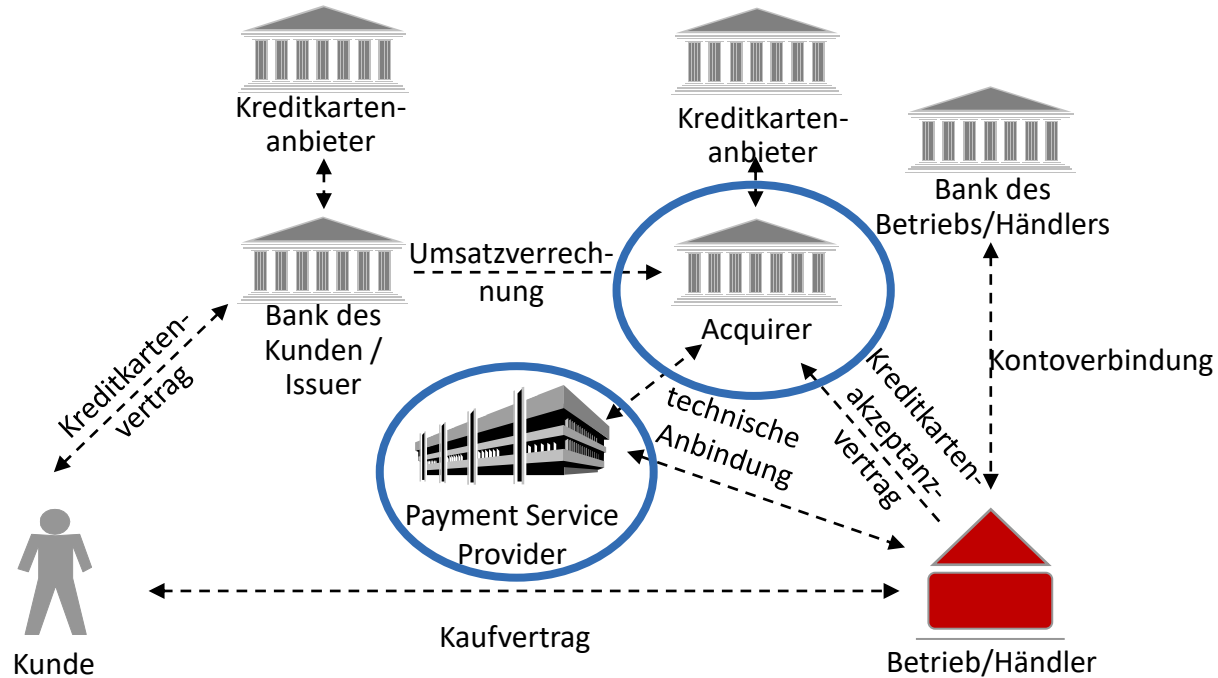 Kreditkarten-
anbieter
Kreditkarten-
anbieter
Bank des
Betriebs/Händlers
Umsatzverrech-
nung
Bank des
Kunden /
Issuer
Acquirer
Kreditkarten-
vertrag
technische
Anbindung
Kreditkarten-
akzeptanz-
vertrag
Kontoverbindung
Payment Service
Provider
Kaufvertrag
Kunde
Betrieb/Händler